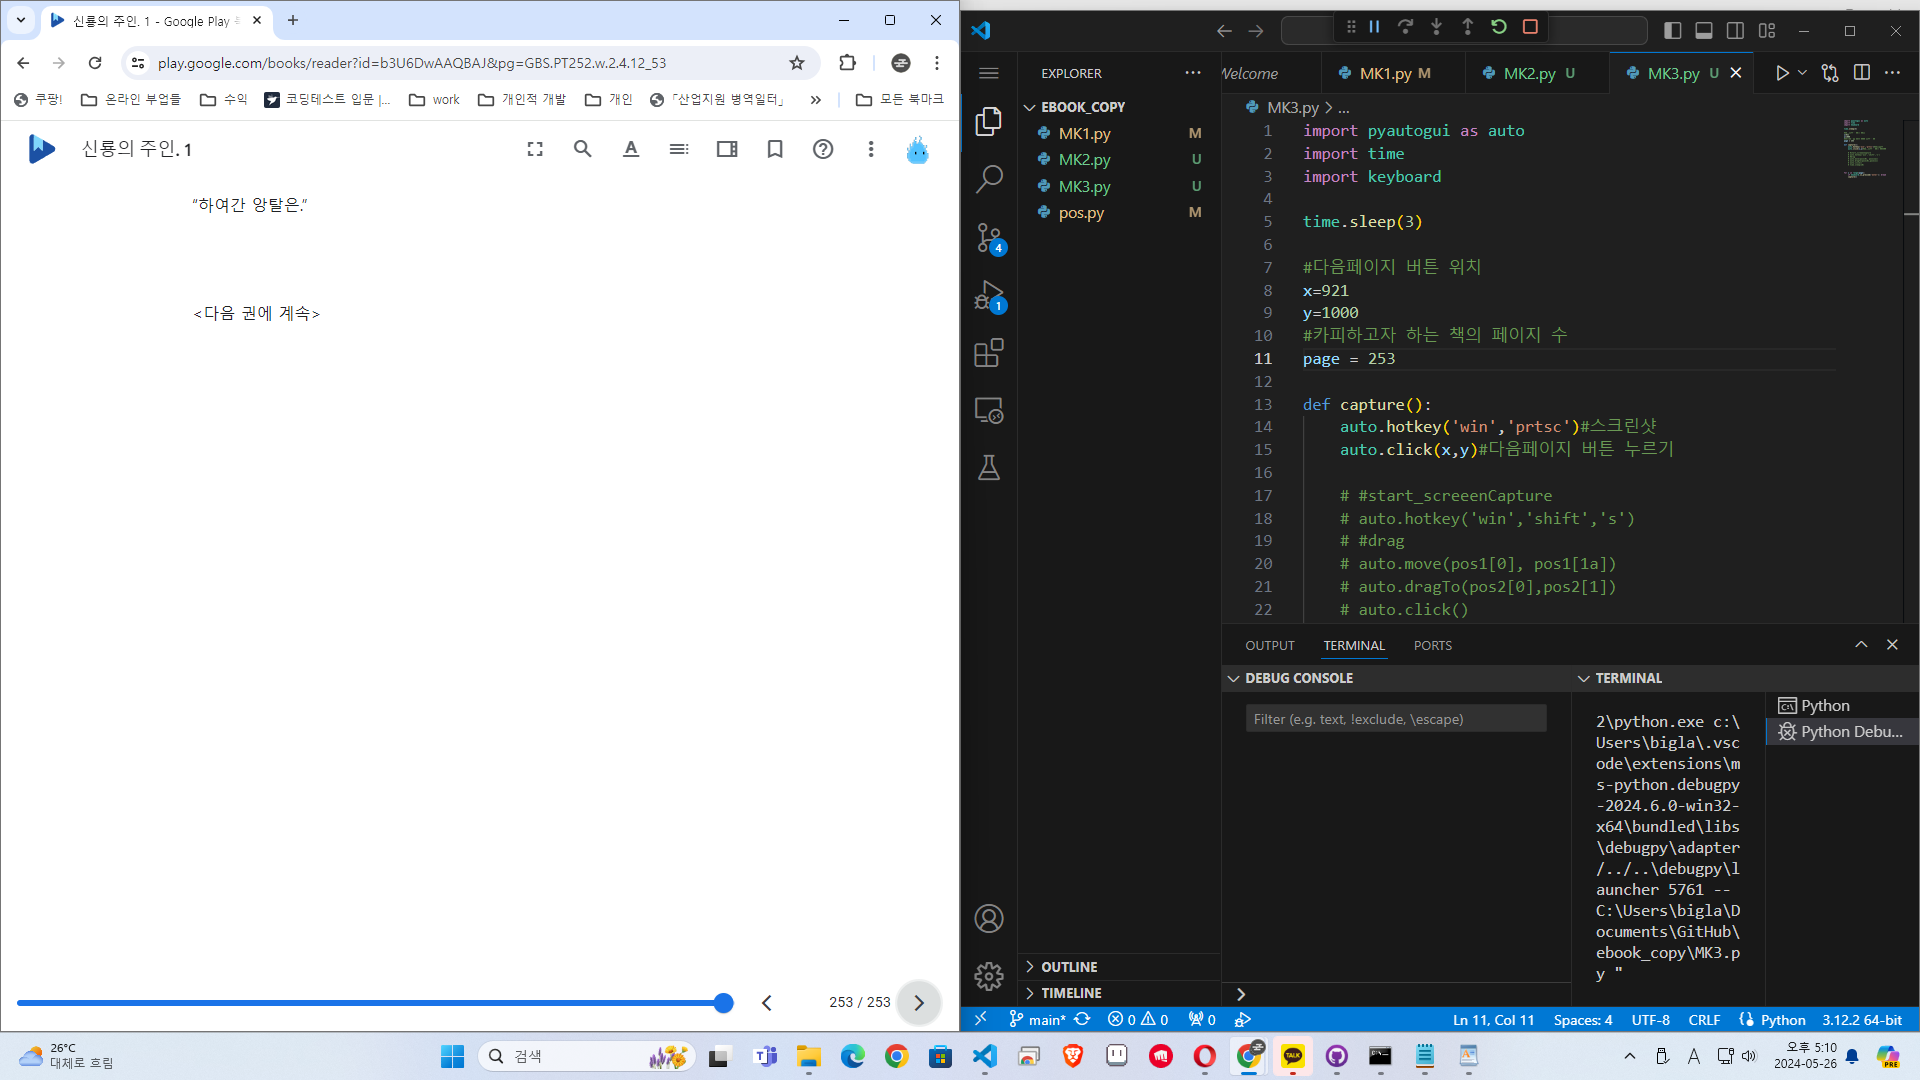 신룡의 주인. 1 - Google Play
play.google.com/books/reader?id=b3U6DwAAQBAJ&pg=GBS.PT252.w.2.4.12_53
쿠팡!
온라인 부업들
수익
코딩테스트 입문 |...
work
개인적 개발
개인
「산업지원 병역일터」
»
모든 북마크
신룡의 주인. 1
“하여간 앙탈은.”
<다음 권에 계속>
253 / 253
EXPLORER
EBOOK_COPY
MK1.py M
MK2.py U
MK3.py U
pos.py M
4
1
OUTLINE
TIMELINE
Welcome
MK1.py M
MK2.py U
MK3.py U
MK3.py > ...
1 import pyautogui as auto
2 import time
3 import keyboard
4
5 time.sleep(3)
6
7 #다음페이지 버튼 위치
8 x=921
9 y=1000
10 #카피하고자 하는 책의 페이지 수
11 page = 253
12
13 def capture():
14 auto.hotkey('win','prtsc')#스크린샷
15 auto.click(x,y)#다음페이지 버튼 누르기
16
17 # #start_screeenCapture
18 # auto.hotkey('win','shift','s')
19 # #drag
20 # auto.move(pos1[0], pos1[1a])
21 # auto.dragTo(pos2[0],pos2[1])
22 # auto.click()
OUTPUT
TERMINAL
PORTS
DEBUG CONSOLE
Filter (e.g. text, !exclude, \escape)
TERMINAL
2\python.exe c:\
Users\bigla\.vsc
ode\extensions\m
s-python.debugpy
-2024.6.0-win32-
x64\bundled\libs
\debugpy\adapter
/../..\debugpy\l
auncher 5761 --
C:\Users\bigla\D
ocuments\GitHub\
ebook_copy\MK3.p
y "
Python
Python Debu...
main*
0
0
0
Ln 11, Col 11
Spaces: 4
UTF-8
CRLF
Python
3.12.2 64-bit
26°C
대체로 흐림
검색
TALK
A
오후 5:10
2024-05-26
PRE